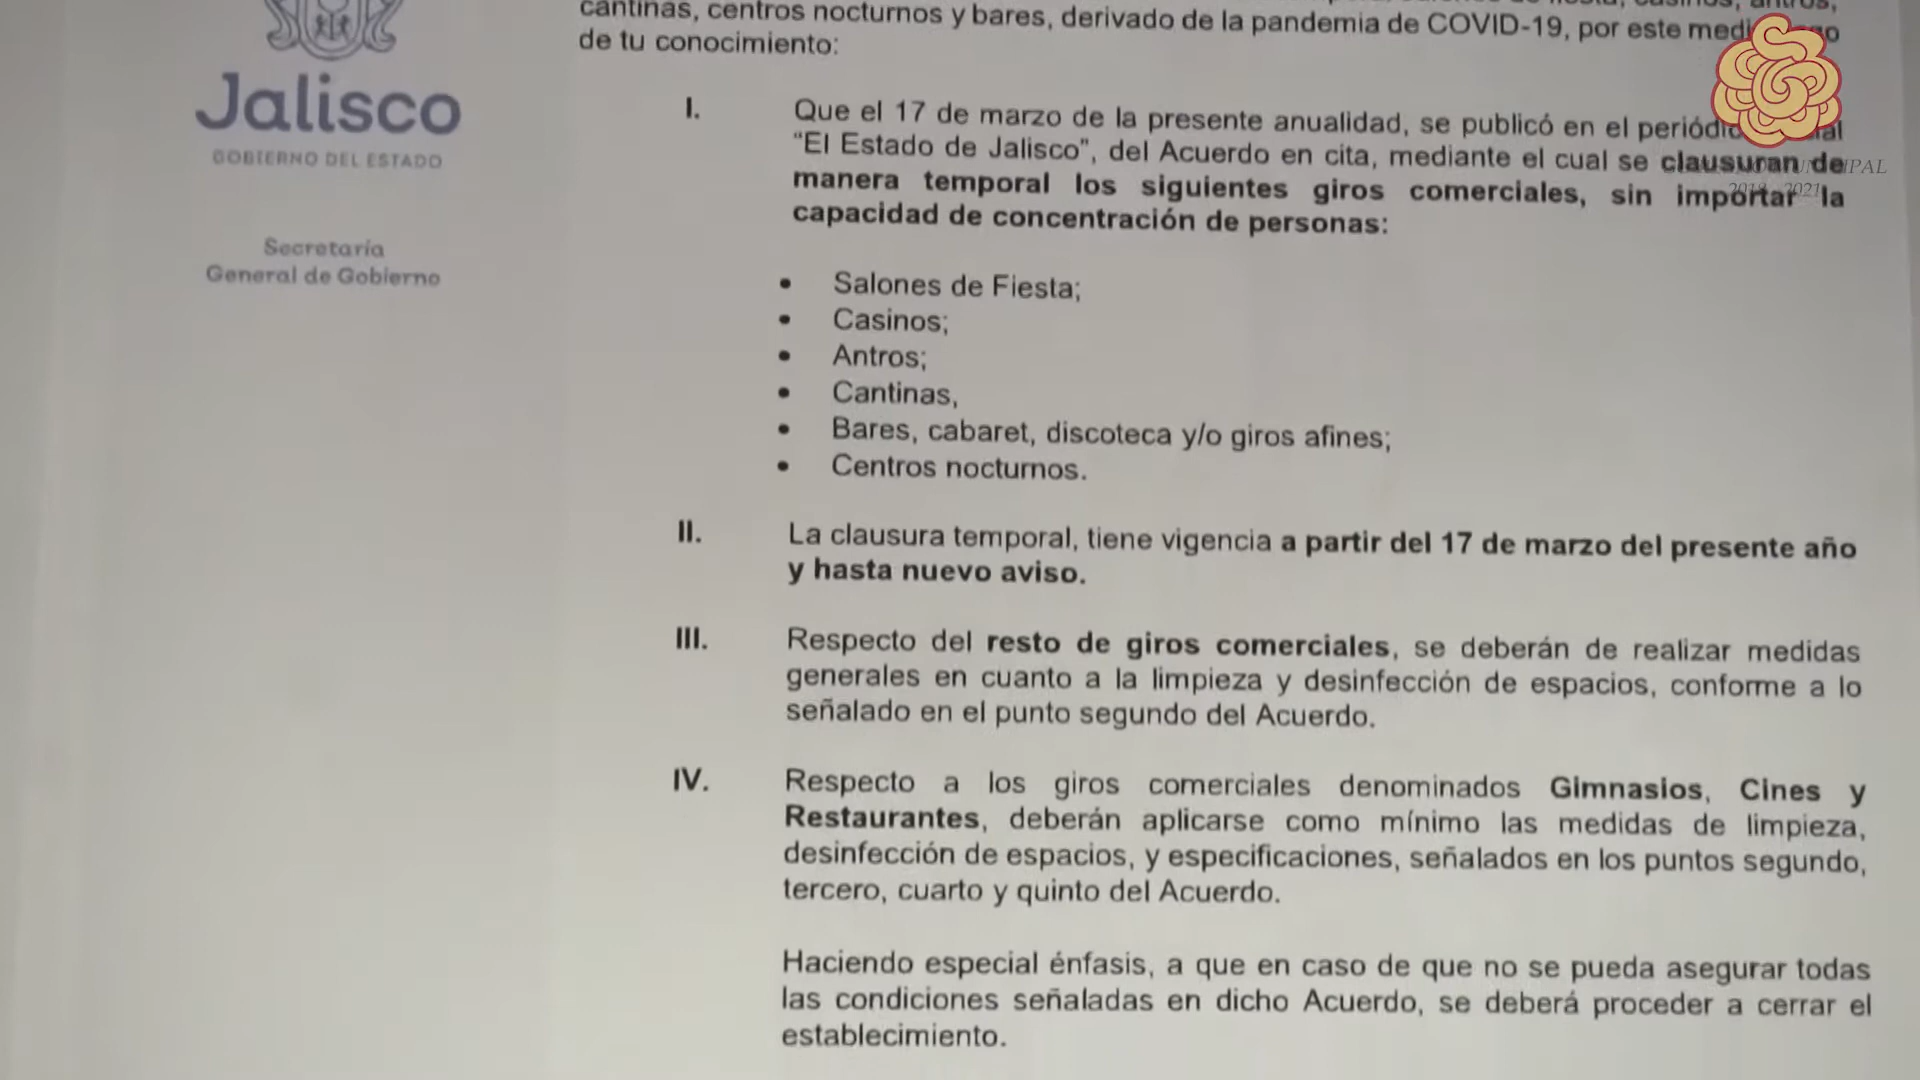 cantinas, centros nocturnos y bares, derivado de la pandemia de COVID-19, por este
de tu conocimiento:
Jalisco
GOBIERNO DEL ESTADO
Secretaría
General de Gobierno
I. Que el 17 de marzo de la presente anualidad, se publicó en el
“El Estado de Jalisco”, del Acuerdo en cita, mediante el cual se clausuran de
manera temporal los siguientes giros comerciales, sin importar la
capacidad de concentración de personas:
2018 - 2021
• Salones de Fiesta;
• Casinos;
• Antros;
• Cantinas,
• Bares, cabaret, discoteca y/o giros afines;
• Centros nocturnos.
II. La clausura temporal, tiene vigencia a partir del 17 de marzo del presente año
y hasta nuevo aviso.
III. Respecto del resto de giros comerciales, se deberán de realizar medidas
generales en cuanto a la limpieza y desinfección de espacios, conforme a lo
señalado en el punto segundo del Acuerdo.
IV. Respecto a los giros comerciales denominados Gimnasios, Cines y
Restaurantes, deberán aplicarse como mínimo las medidas de limpieza,
desinfección de espacios, y especificaciones, señalados en los puntos segundo,
tercero, cuarto y quinto del Acuerdo.
Haciendo especial énfasis, a que en caso de que no se pueda asegurar todas
las condiciones señaladas en dicho Acuerdo, se deberá proceder a cerrar el
establecimiento.